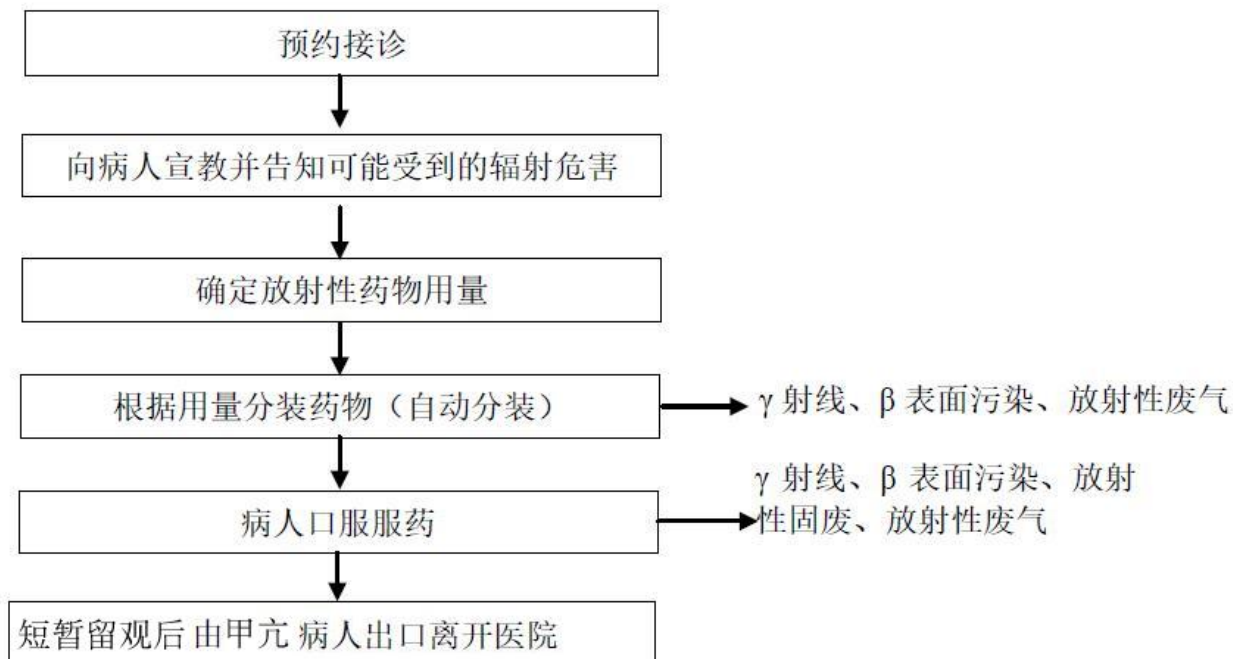 预约接诊
向病人宣教并告知可能受到的辐射危害
确定放射性药物用量
根据用量分装药物（自动分装）
γ 射线、β 表面污染、放射性废气
病人口服服药
γ 射线、β 表面污染、放射
性固废、放射性废气
短暂留观后由甲亢病人出口离开医院